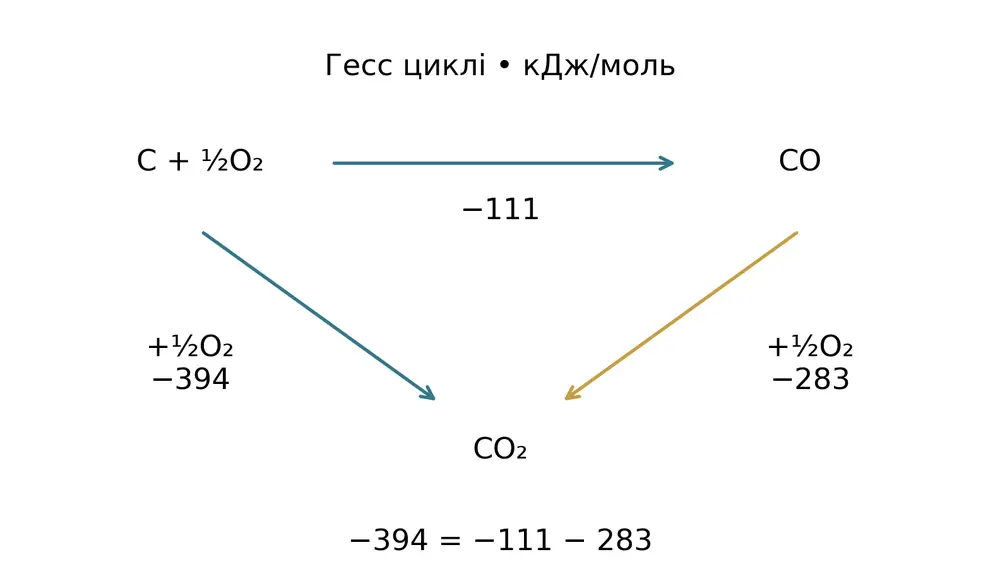 Гесс циклі • кДж/моль
C + ½O₂
CO
−111
+½O₂
−394
+½O₂
−283
CO₂
−394 = −111 − 283